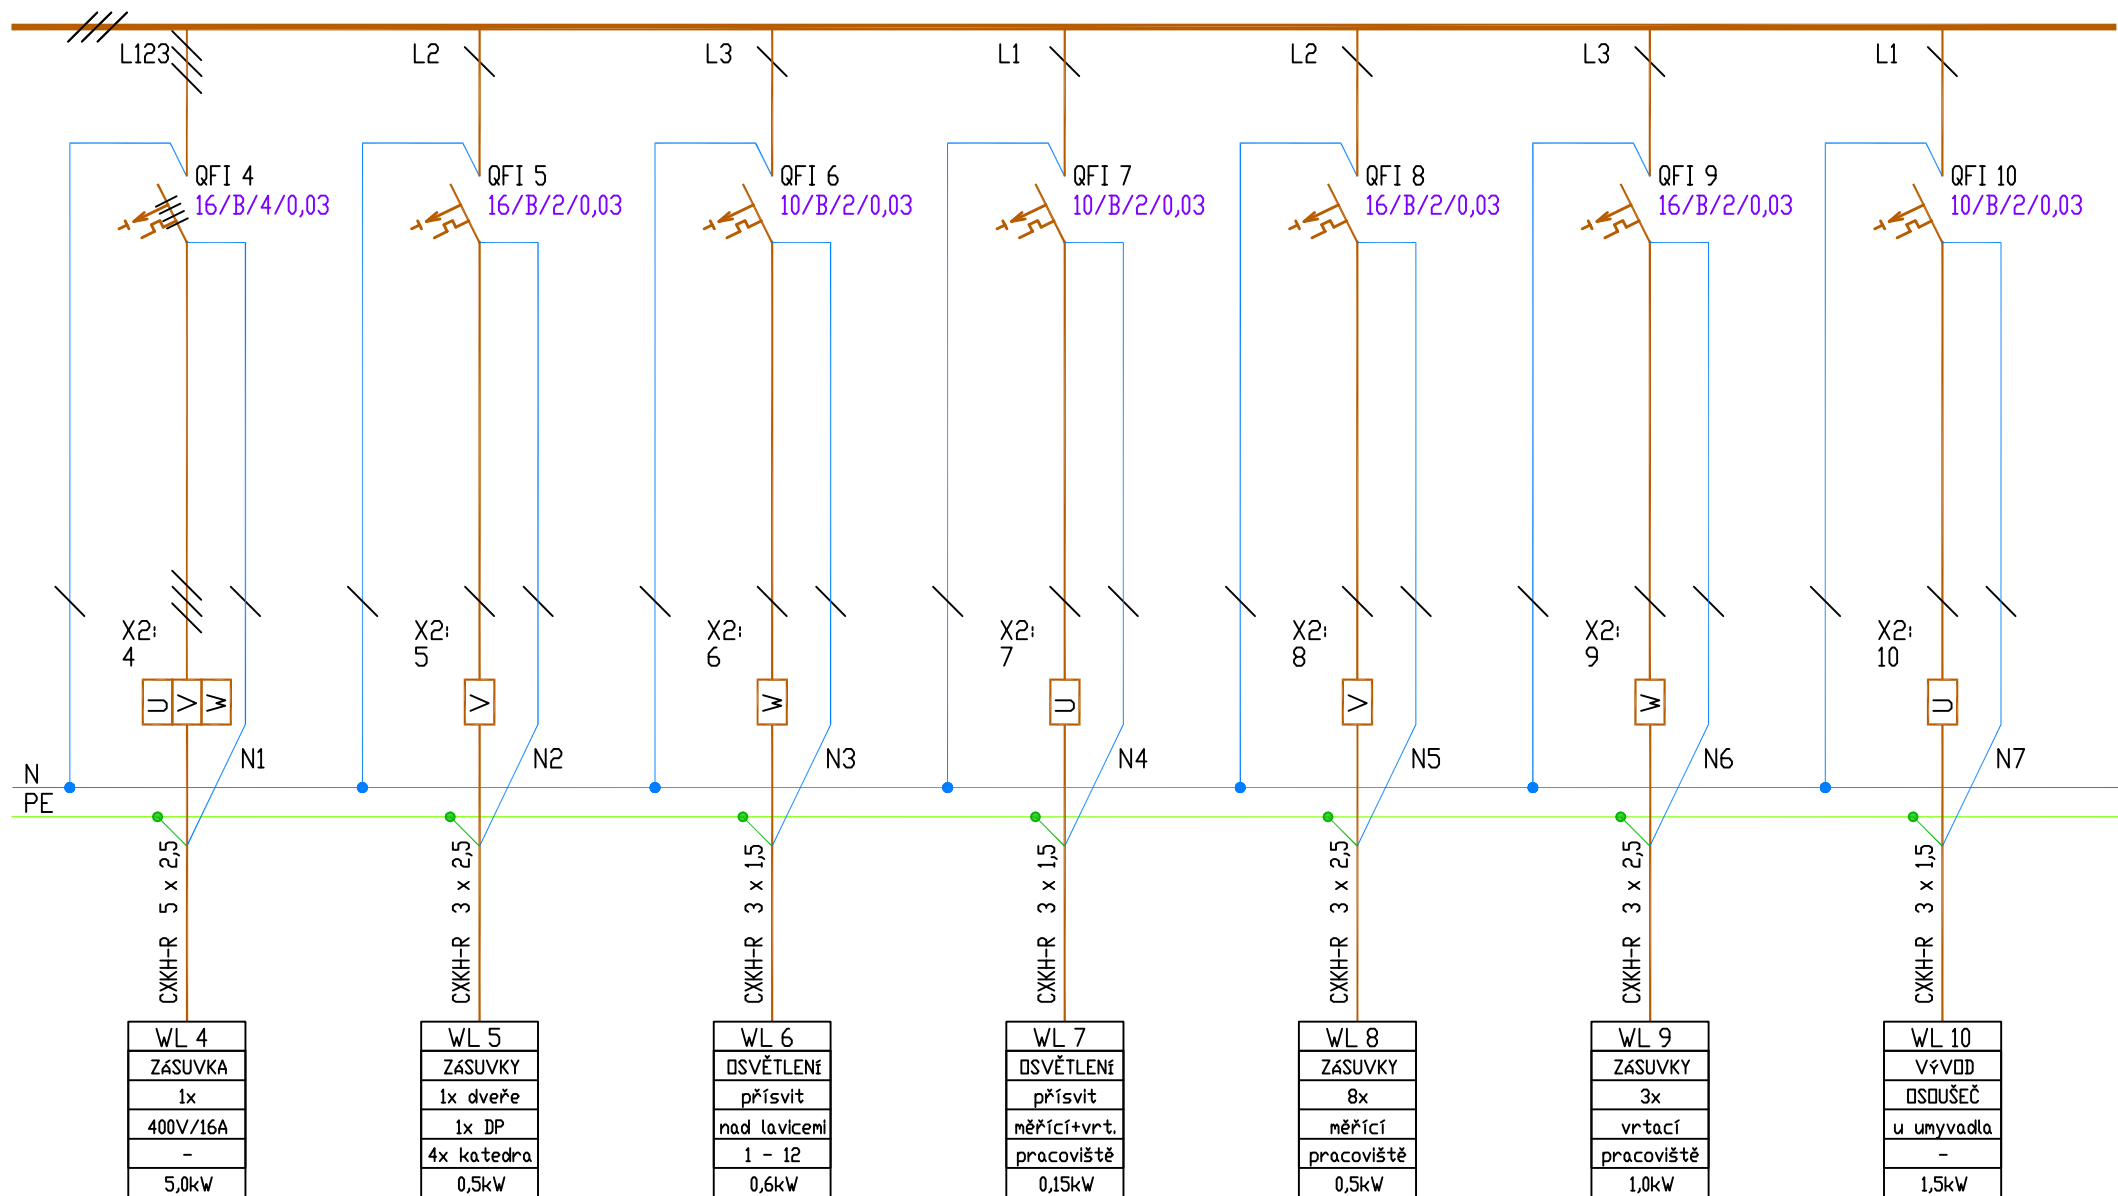 L123
L2
L3
L1
L2
L3
L1
QFI 4
16/B/4/0,03
QFI 5
16/B/2/0,03
QFI 6
10/B/2/0,03
QFI 7
10/B/2/0,03
QFI 8
16/B/2/0,03
QFI 9
16/B/2/0,03
QFI 10
10/B/2/0,03
X2:
4
X2:
5
X2:
6
X2:
7
X2:
8
X2:
9
X2:
10
U V W
V
W
U
V
W
U
N1
N2
N3
N4
N5
N6
N7
N
PE
CXKH-R 5 x 2,5
CXKH-R 3 x 2,5
CXKH-R 3 x 1,5
CXKH-R 3 x 1,5
CXKH-R 3 x 2,5
CXKH-R 3 x 2,5
CXKH-R 3 x 1,5
WL 4
ZáSUVKA
1x
400V/16A
-
5,0kW
WL 5
ZáSUVKY
1x dveře
1x DP
4x katedra
0,5kW
WL 6
OSVĚTLENí
přísvit
nad lavicemi
1 - 12
0,6kW
WL 7
OSVĚTLENí
přísvit
měřící+vrt.
pracoviště
0,15kW
WL 8
ZáSUVKY
8x
měřící
pracoviště
0,5kW
WL 9
ZáSUVKY
3x
vrtací
pracoviště
1,0kW
WL 10
VýVOD
OSOUŠEČ
u umyvadla
-
1,5kW